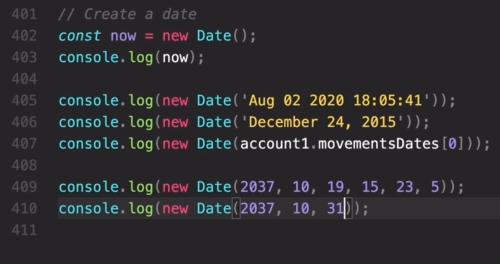 401 // Create a date
402 const now = new Date();
403 console.log(now);
404
405 console.log(new Date('Aug 02 2020 18:05:41'));
406 console.log(new Date('December 24, 2015'));
407 console.log(new Date(account1.movementsDates[0]));
408
409 console.log(new Date(2037, 10, 19, 15, 23, 5));
410 console.log(new Date(2037, 10, 31));
411